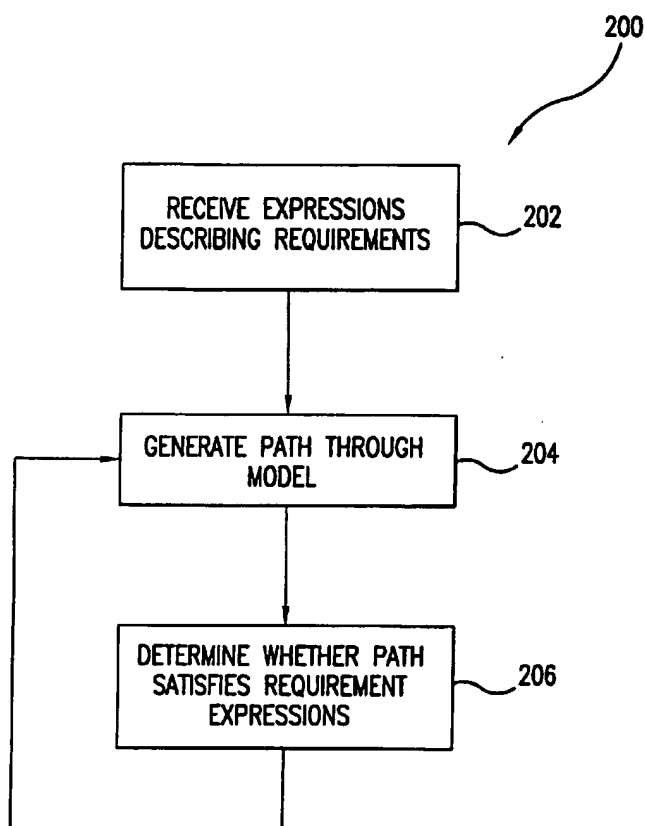 200
RECEIVE EXPRESSIONS
DESCRIBING REQUIREMENTS
202
GENERATE PATH THROUGH
MODEL
204
DETERMINE WHETHER PATH
SATISFIES REQUIREMENT
EXPRESSIONS
206